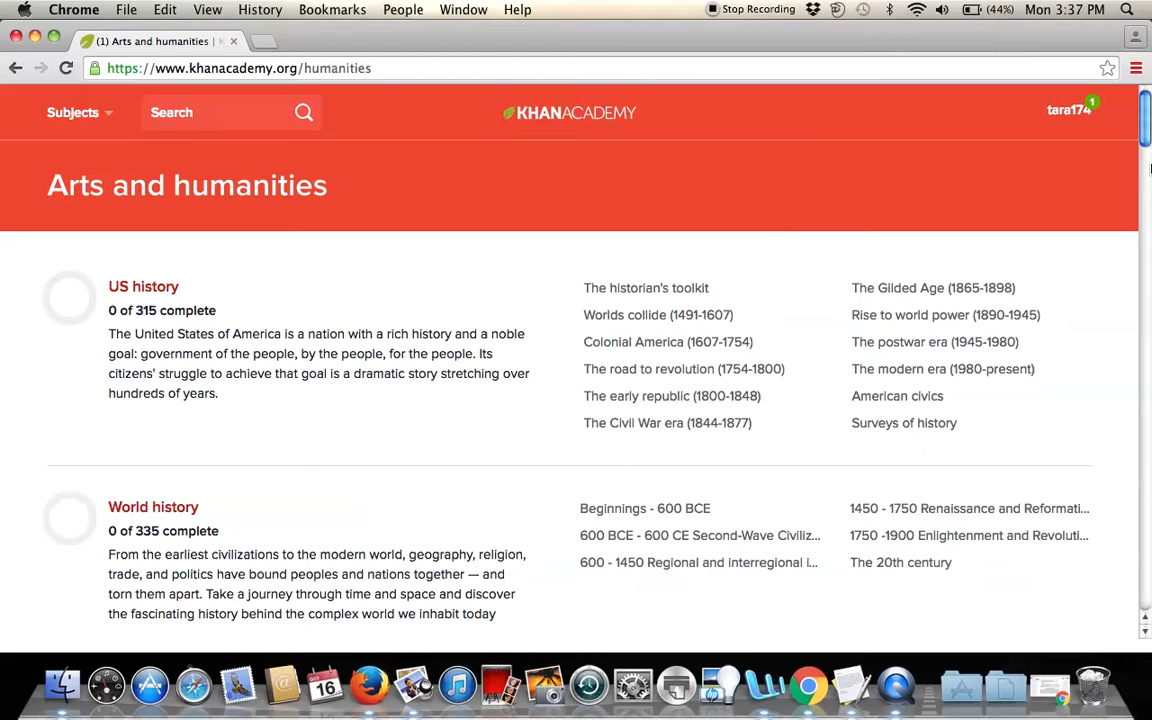 Chrome File Edit View History Bookmarks People Window Help Stop Recording (44%) Mon 3:37 PM
(1) Arts and humanities |
https://www.khanacademy.org/humanities
Subjects Search KHANACADEMY tara174 1
Arts and humanities
US history
0 of 315 complete
The United States of America is a nation with a rich history and a noble
goal: government of the people, by the people, for the people. Its
citizens' struggle to achieve that goal is a dramatic story stretching over
hundreds of years.
The historian's toolkit
Worlds collide (1491-1607)
Colonial America (1607-1754)
The road to revolution (1754-1800)
The early republic (1800-1848)
The Civil War era (1844-1877)
The Gilded Age (1865-1898)
Rise to world power (1890-1945)
The postwar era (1945-1980)
The modern era (1980-present)
American civics
Surveys of history
World history
0 of 335 complete
From the earliest civilizations to the modern world, geography, religion,
trade, and politics have bound peoples and nations together — and
torn them apart. Take a journey through time and space and discover
the fascinating history behind the complex world we inhabit today
Beginnings - 600 BCE
600 BCE - 600 CE Second-Wave Civiliz...
600 - 1450 Regional and interregional i...
1450 - 1750 Renaissance and Reformati...
1750 -1900 Enlightenment and Revoluti...
The 20th century
OCT
16